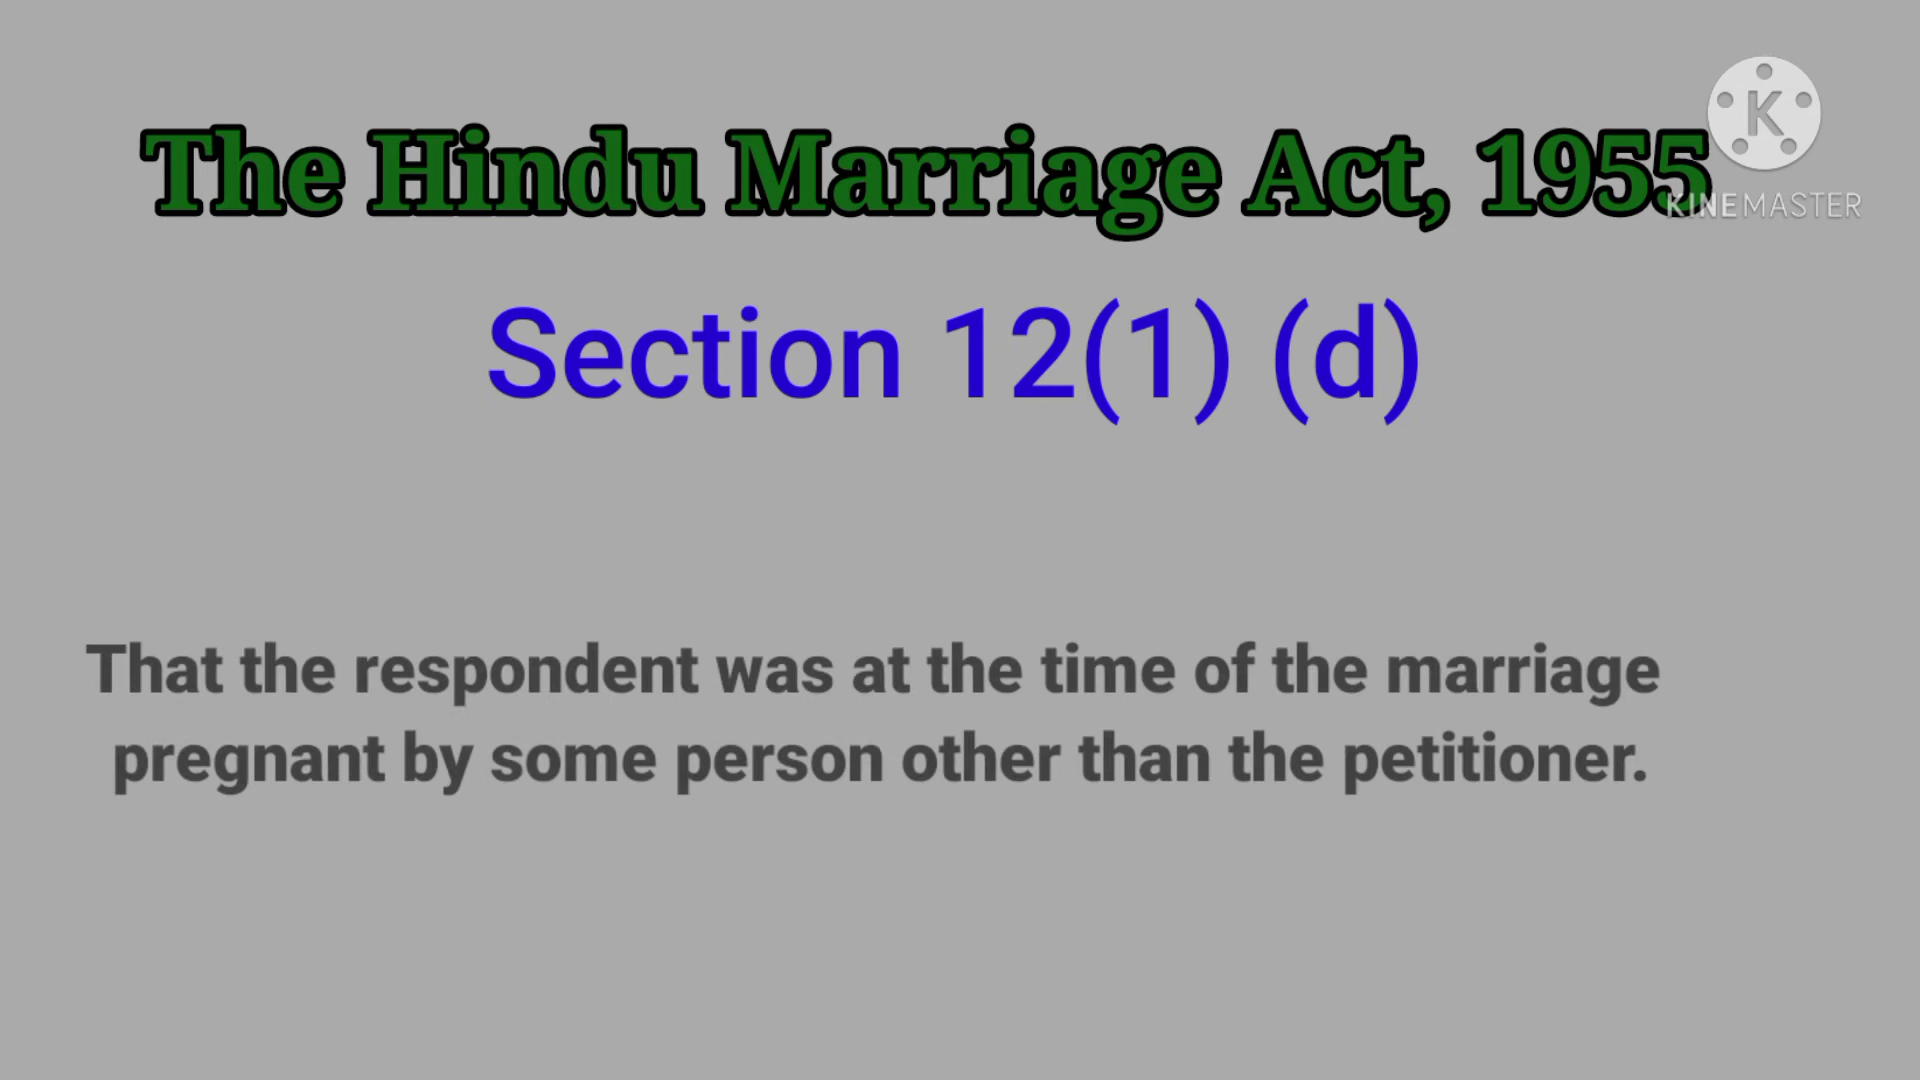 The Hindu Marriage Act, 1955
K
KINEMASTER
Section 12(1) (d)
That the respondent was at the time of the marriage
pregnant by some person other than the petitioner.